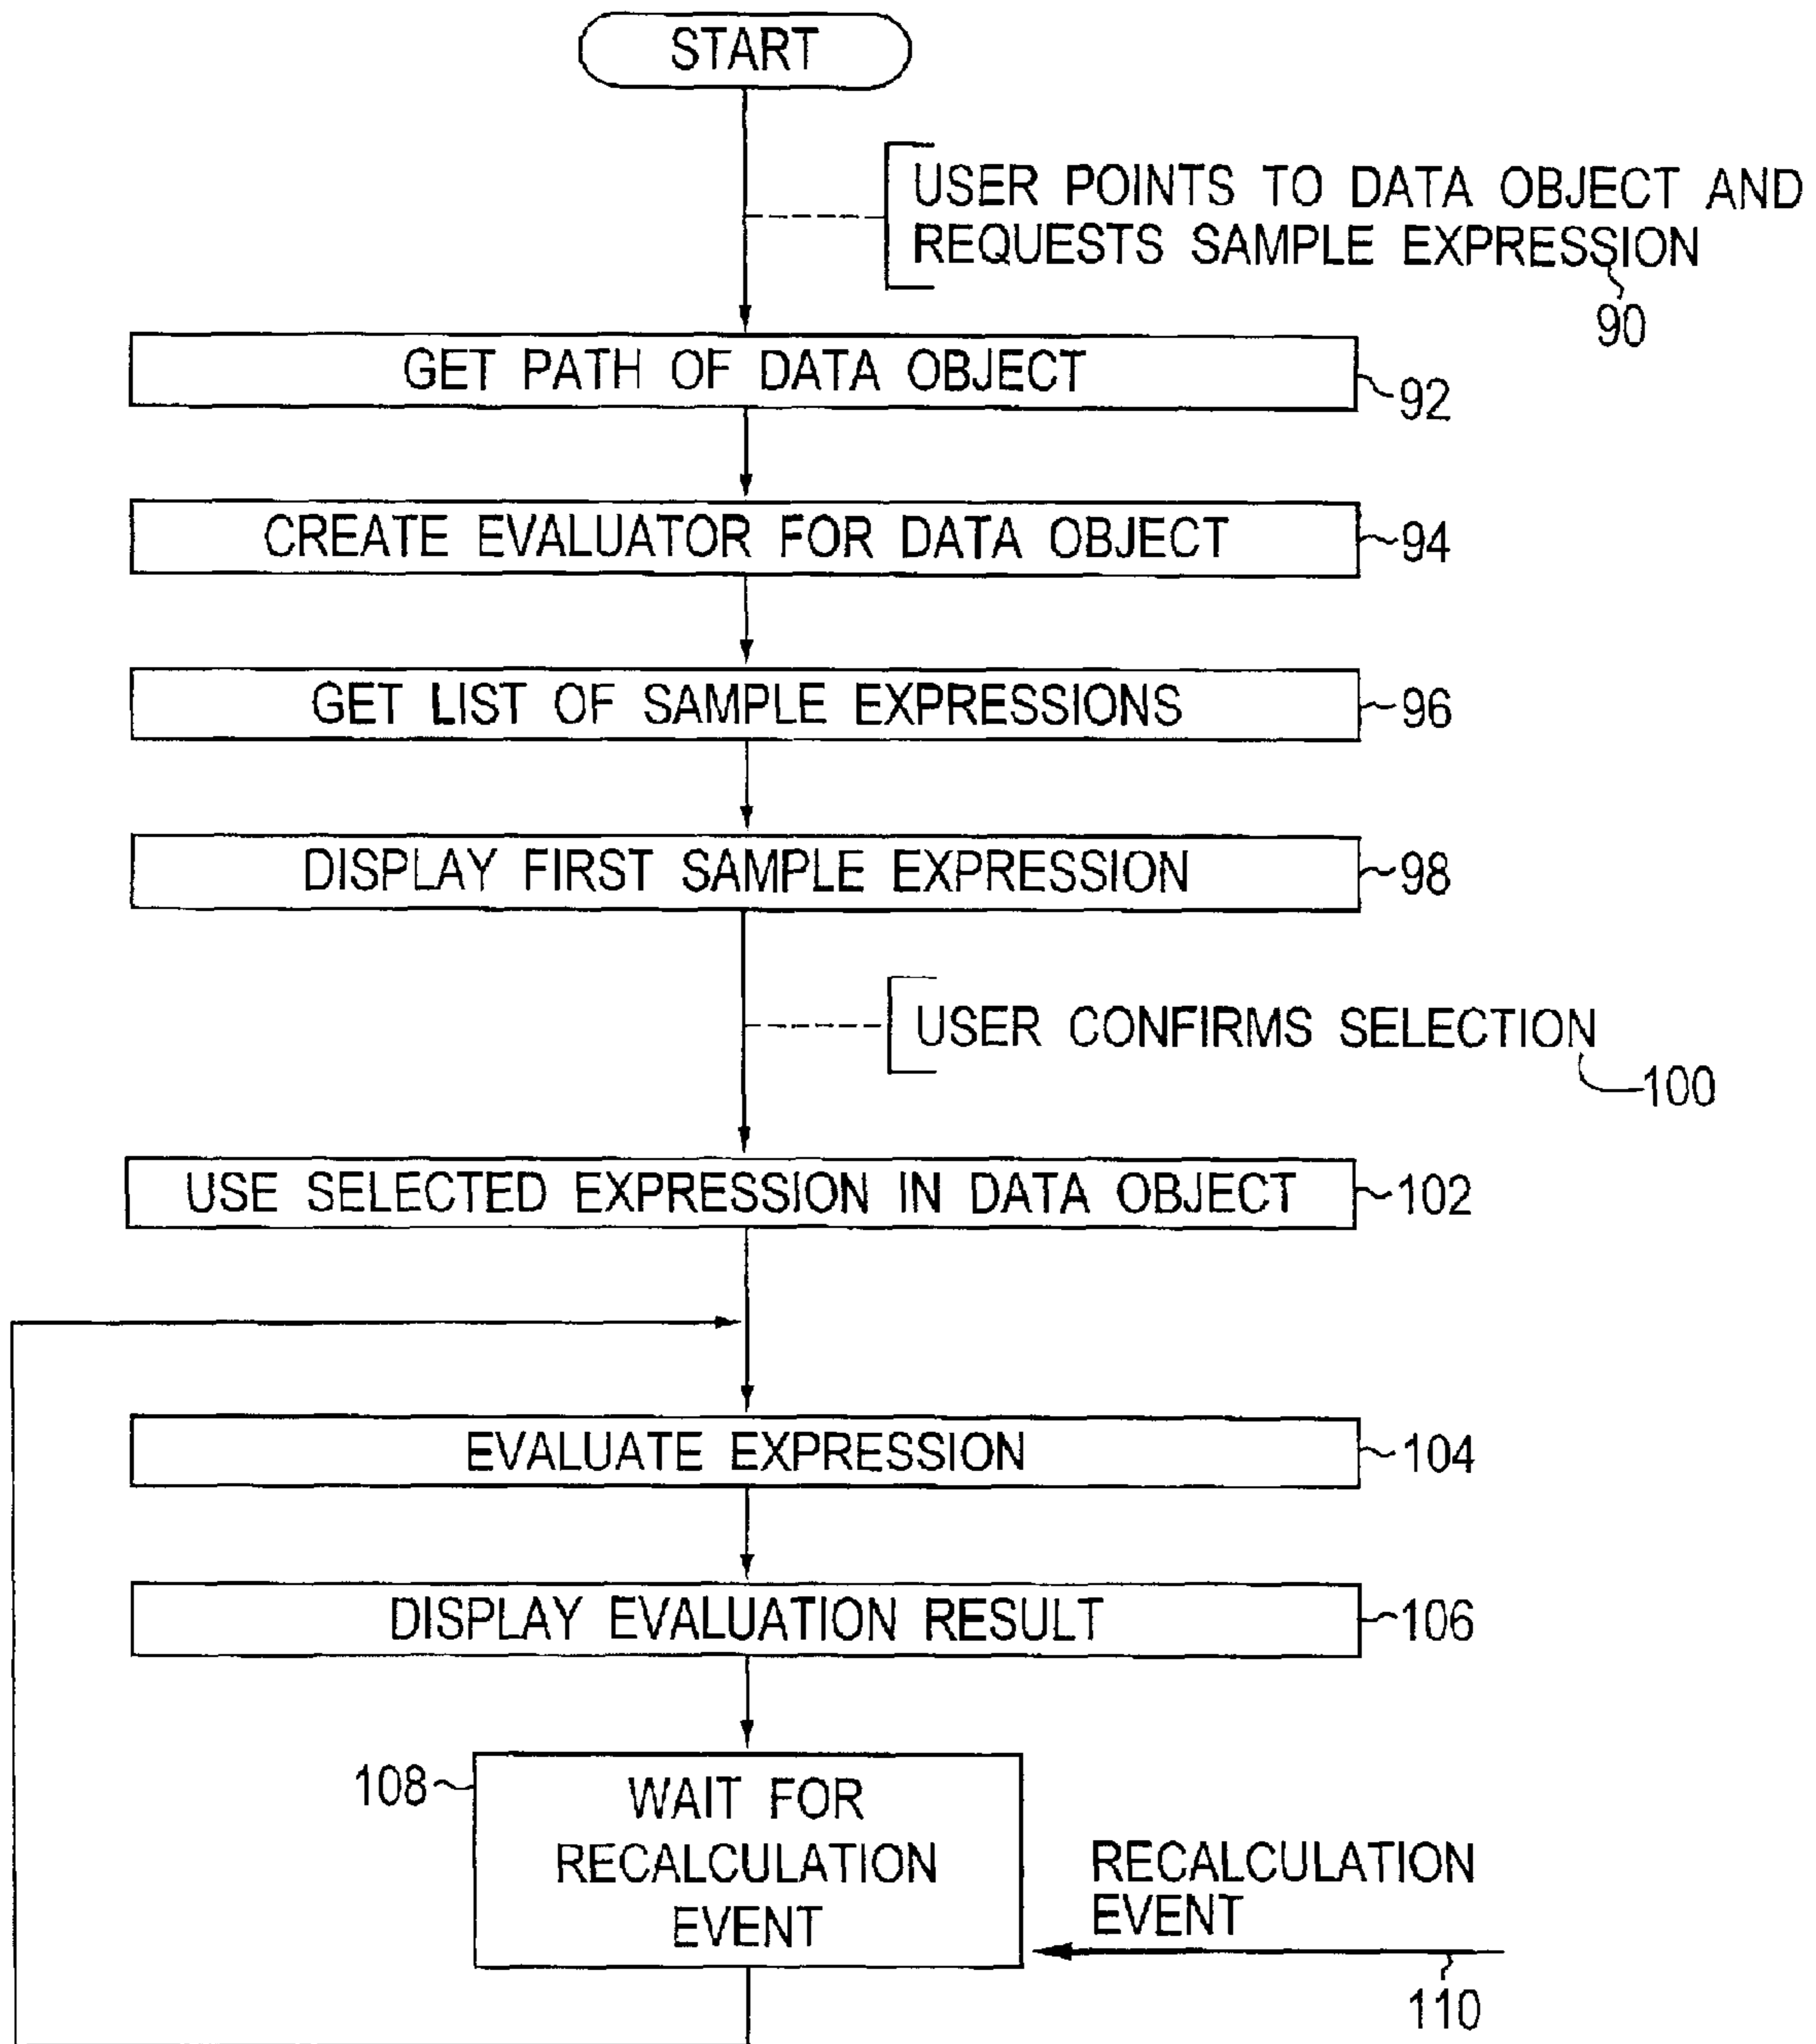 START
USER POINTS TO DATA OBJECT AND
REQUESTS SAMPLE EXPRESSION
90
GET PATH OF DATA OBJECT
92
CREATE EVALUATOR FOR DATA OBJECT
94
GET LIST OF SAMPLE EXPRESSIONS
96
DISPLAY FIRST SAMPLE EXPRESSION
98
USER CONFIRMS SELECTION
100
USE SELECTED EXPRESSION IN DATA OBJECT
102
EVALUATE EXPRESSION
104
DISPLAY EVALUATION RESULT
106
108
WAIT FOR
RECALCULATION
EVENT
RECALCULATION
EVENT
110